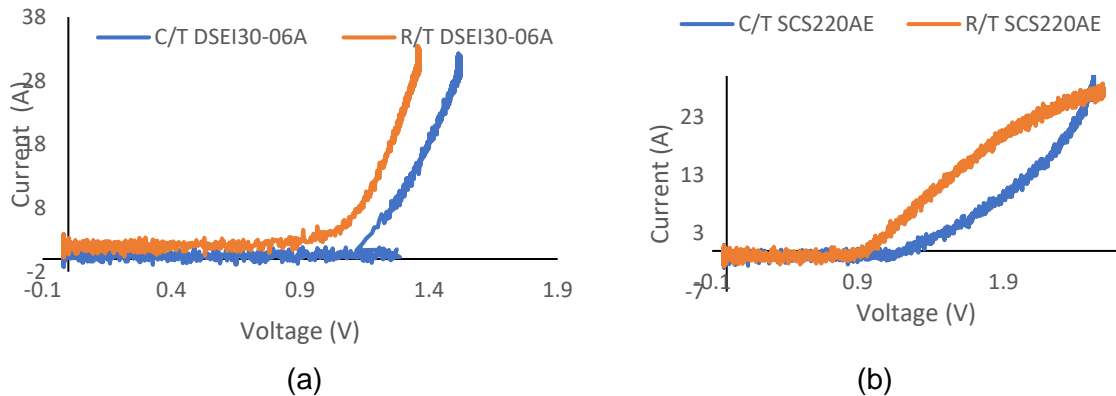 38
28
18
8
-2
Current (A)
C/T DSEI30-06A R/T DSEI30-06A
-0.1 0.4 0.9 1.4 1.9
Voltage (V)
(a)
C/T SCS220AE R/T SCS220AE
23
13
3
-7
Current (A)
-0.1 0.9 1.9
Voltage (V)
(b)